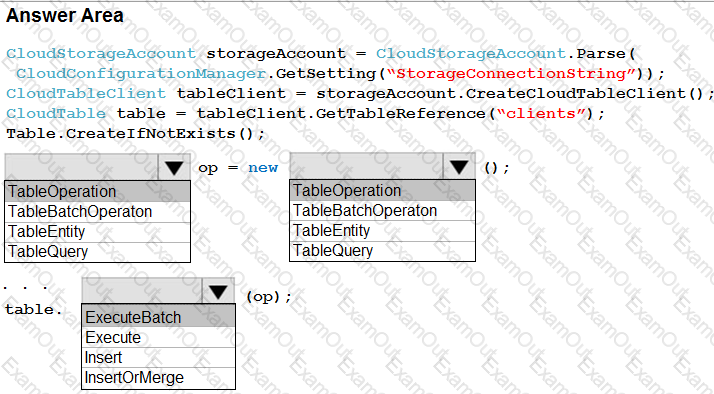 Answer Area
CloudStorageAccount storageAccount = CloudStorageAccount.Parse(
CloudConfigurationManager.GetSetting(“StorageConnectionString”));
CloudTableClient tableClient = storageAccount.CreateCloudTableClient();
CloudTable table = tableClient.GetTableReference(“clients”);
Table.CreateIfNotExists();
op = new ();
TableOperation TableOperation
TableBatchOperaton TableBatchOperaton
TableEntity TableEntity
TableQuery TableQuery
. . .
table. (op);
ExecuteBatch
Execute
Insert
InsertOrMerge